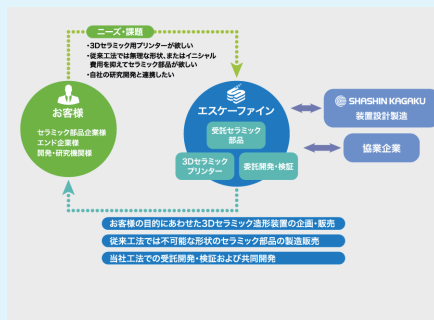 ニーズ・課題
・3Dセラミック用プリンターが欲しい
・従来工法では無理な形状、またはイニシャル
費用を抑えてセラミック部品が欲しい
・自社の研究開発と連携したい
お客様
セラミック部品企業様
エンド企業様
開発・研究機関様
エスケーファイン
受託セラミック
部品
3Dセラミック
プリンター
委託開発・検証
SHASHIN KAGAKU
装置設計製造
協業企業
お客様の目的にあわせた3Dセラミック造形装置の企画・販売
従来工法では不可能な形状のセラミック部品の製造販売
当社工法での受託開発・検証および共同開発